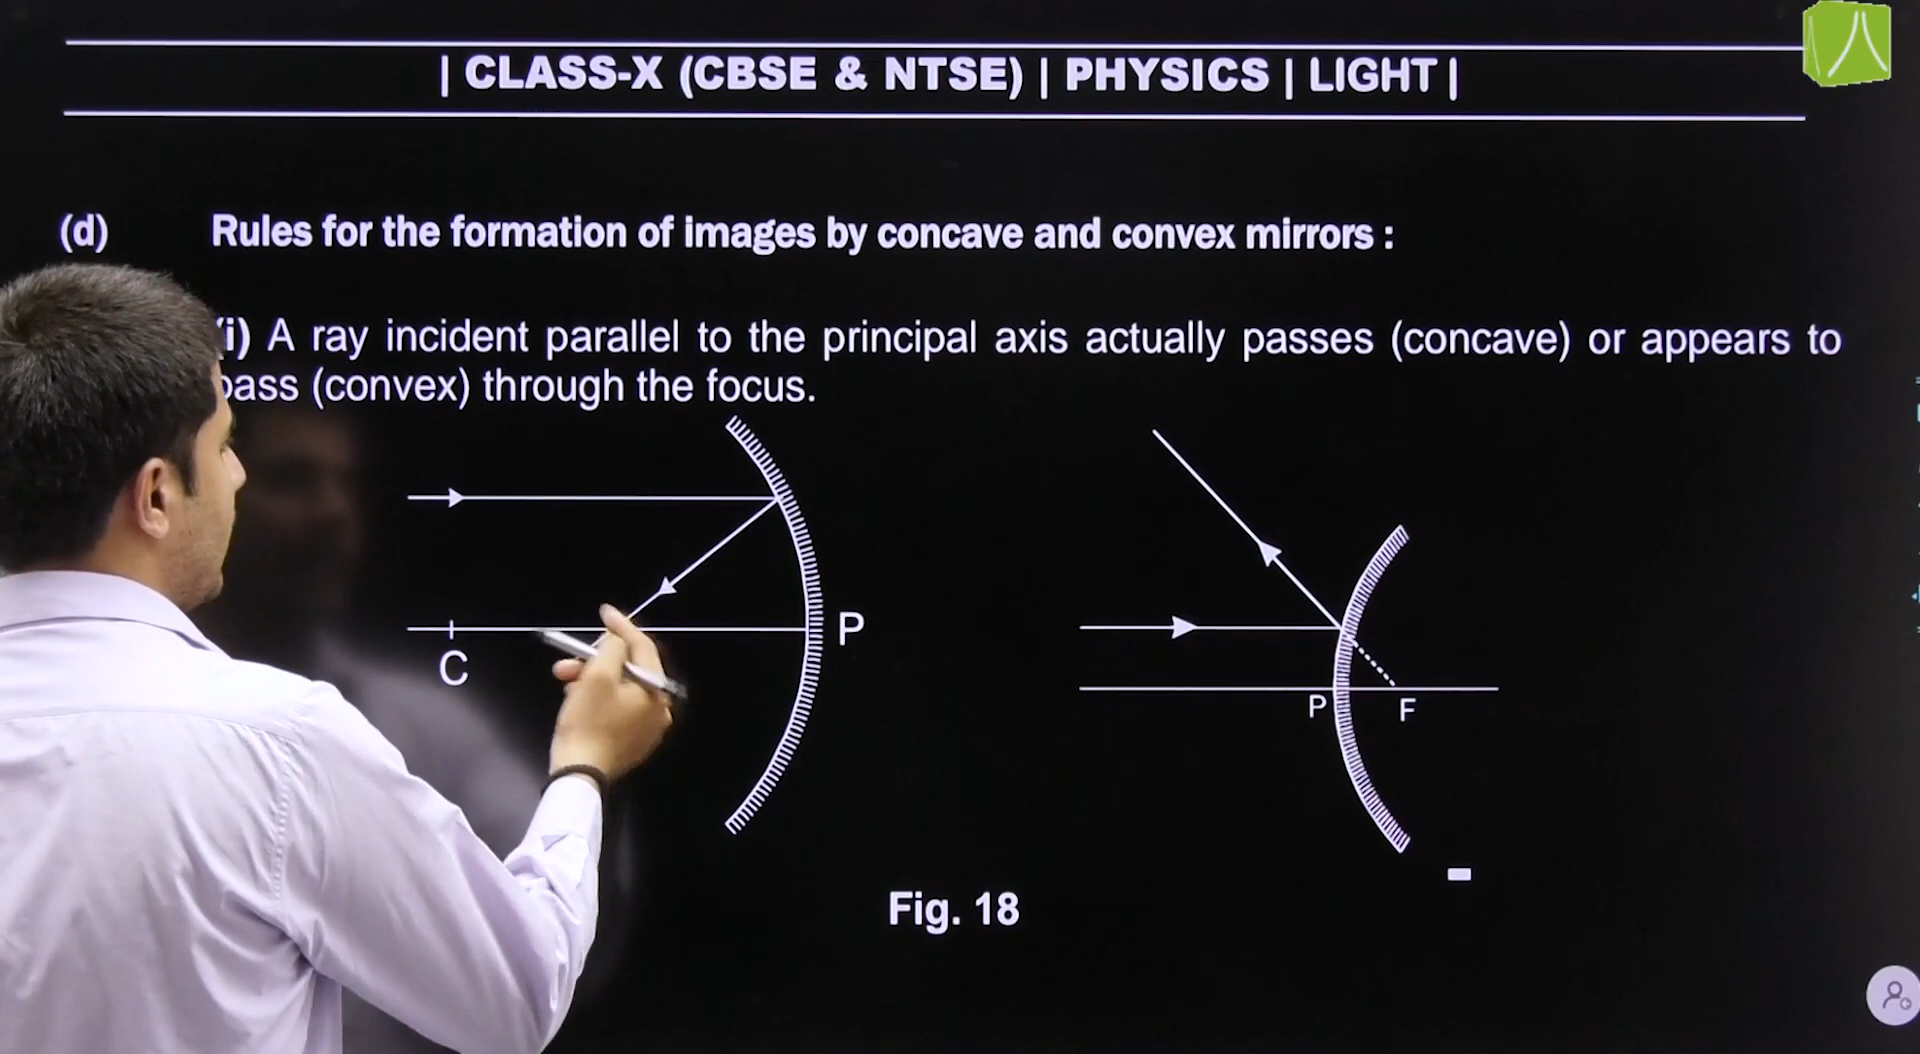 | CLASS-X (CBSE & NTSE) | PHYSICS | LIGHT |
(d) Rules for the formation of images by concave and convex mirrors :
(i) A ray incident parallel to the principal axis actually passes (concave) or appears to
pass (convex) through the focus.
P
C
P F
Fig. 18